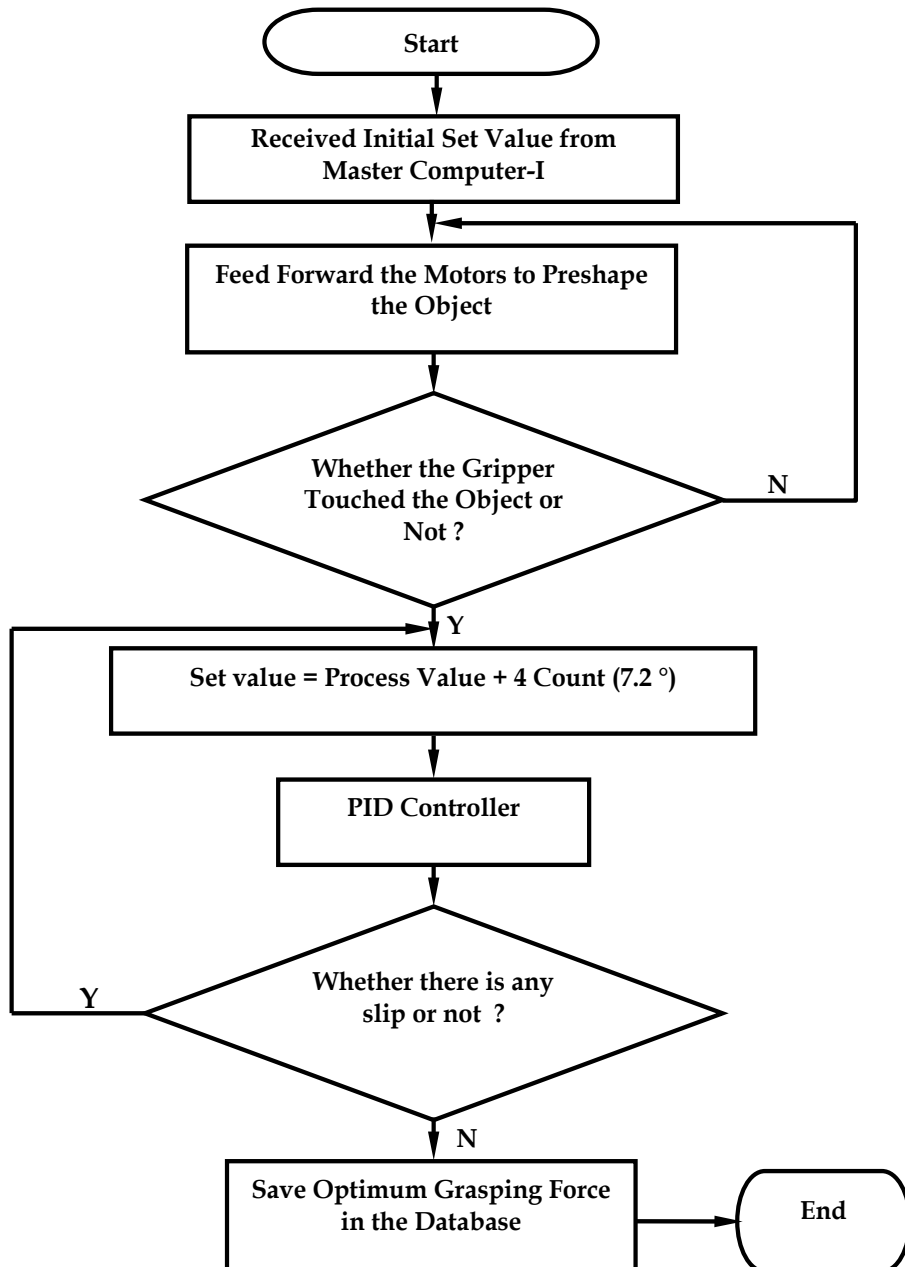 Start
Received Initial Set Value from
Master Computer-I
Feed Forward the Motors to Preshape
the Object
Whether the Gripper
Touched the Object or
Not ?
N
Y
Set value = Process Value + 4 Count (7.2 °)
PID Controller
Whether there is any
slip or not ?
Y
N
Save Optimum Grasping Force
in the Database
End